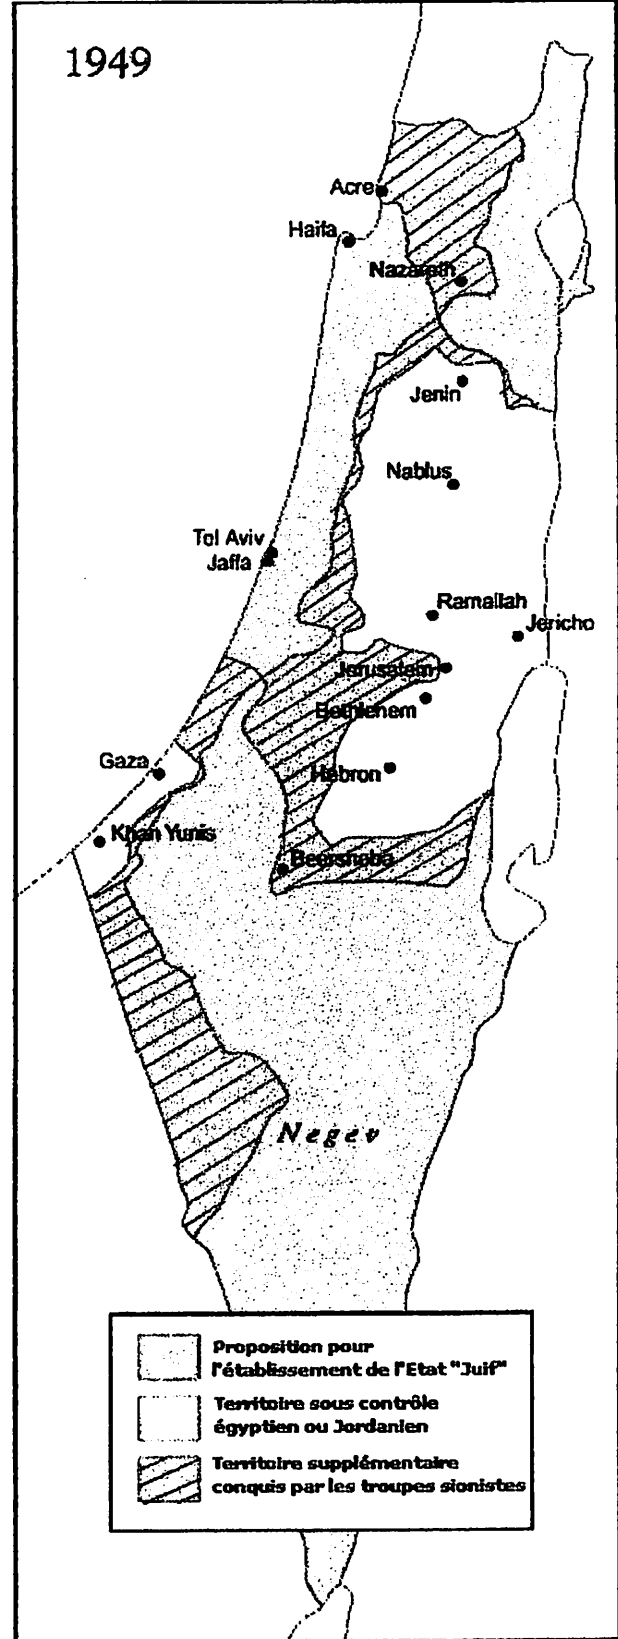 1949
Acre
Haifa
Nazareth
Jenin
Nablus
Tel Aviv
Jaffa
Ramallah
Jericho
Jerusalem
Bethlehem
Gaza
Hebron
Khan Yunis
Beersheba
Negev
Proposition pour
l'établissement de l'Etat "Juif"
Territoire sous contrôle
égyptien ou Jordanien
Territoire supplémentaire
conquis par les troupes sionistes